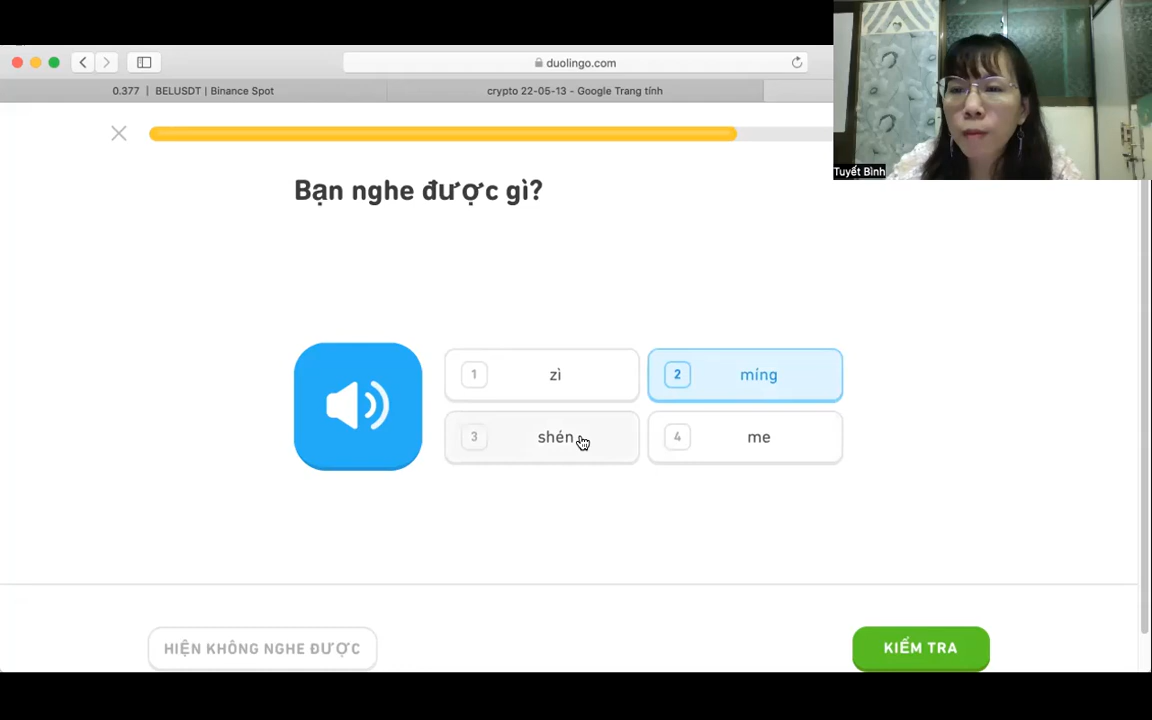 duolingo.com
0.377 | BELUSDT | Binance Spot
crypto 22-05-13 - Google Trang tính
Tuyết Bình
Bạn nghe được gì?
1 zì
2 míng
3 shén
4 me
HIỆN KHÔNG NGHE ĐƯỢC
KIỂM TRA